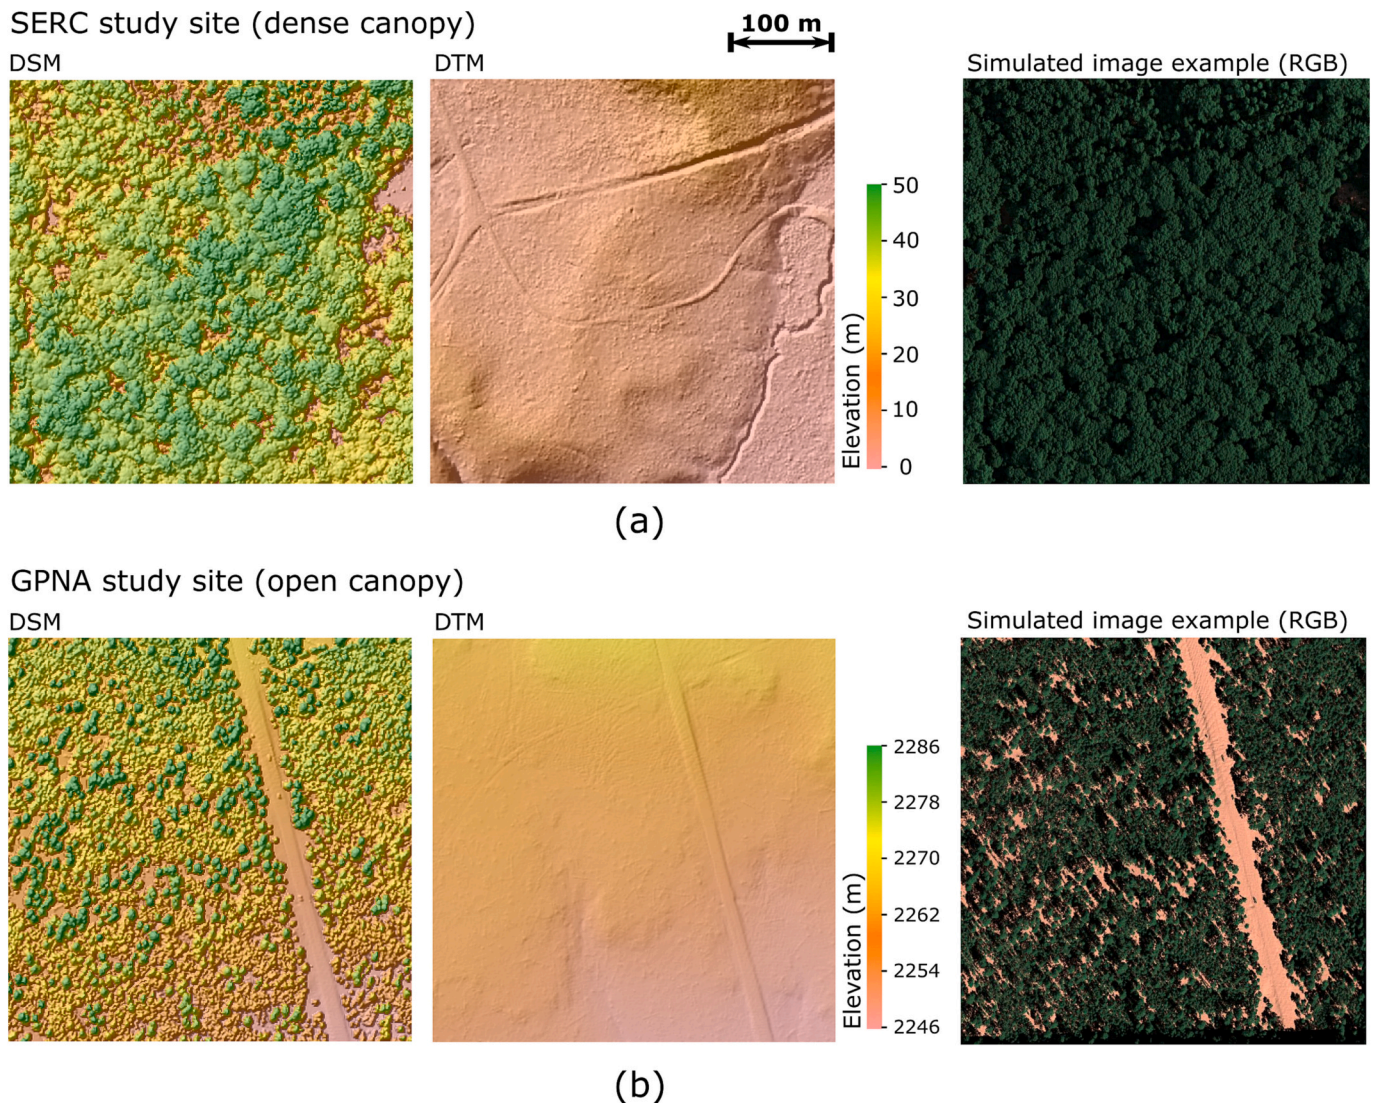 SERC study site (dense canopy)
100 m
DSM
DTM
Simulated image example (RGB)
50
40
30
20
10
0
Elevation (m)
(a)
GPNA study site (open canopy)
DSM
DTM
Simulated image example (RGB)
2286
2278
2270
2262
2254
2246
Elevation (m)
(b)